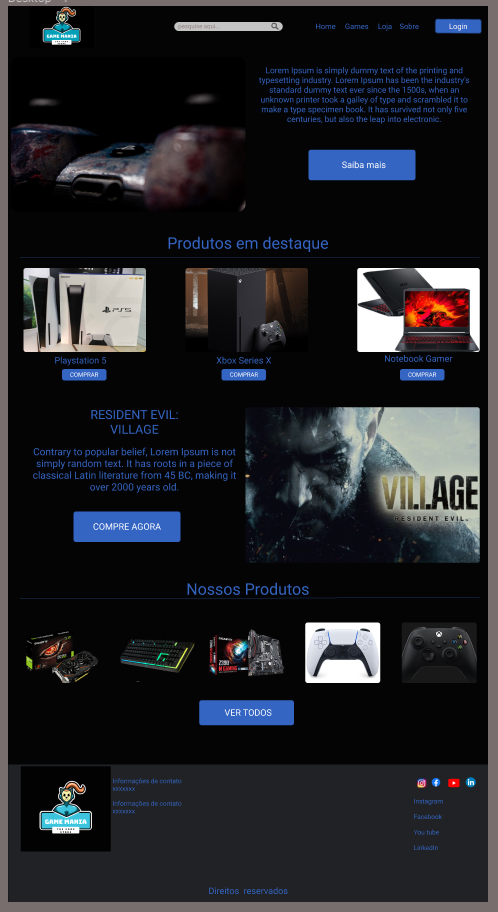 Desktop
GAME MANIA
pesquise aqui...
Home Games Loja Sobre
Login
Lorem Ipsum is simply dummy text of the printing and
typesetting industry. Lorem Ipsum has been the industry's
standard dummy text ever since the 1500s, when an
unknown printer took a galley of type and scrambled it to
make a type specimen book. It has survived not only five
centuries, but also the leap into electronic.
Saiba mais
Produtos em destaque
PS5
Playstation 5
COMPRAR
Xbox Series X
COMPRAR
Notebook Gamer
COMPRAR
RESIDENT EVIL:
VILLAGE
Contrary to popular belief, Lorem Ipsum is not
simply random text. It has roots in a piece of
classical Latin literature from 45 BC, making it
over 2000 years old.
COMPRE AGORA
VILLAGE
RESIDENT EVIL.
Nossos Produtos
Z390
M GAMING
VER TODOS
GAME MANIA
Informações de contato
xxxxxxx
Informações de contato
xxxxxxx
in
Instagram
Facebook
You tube
LinkedIn
Direitos reservados